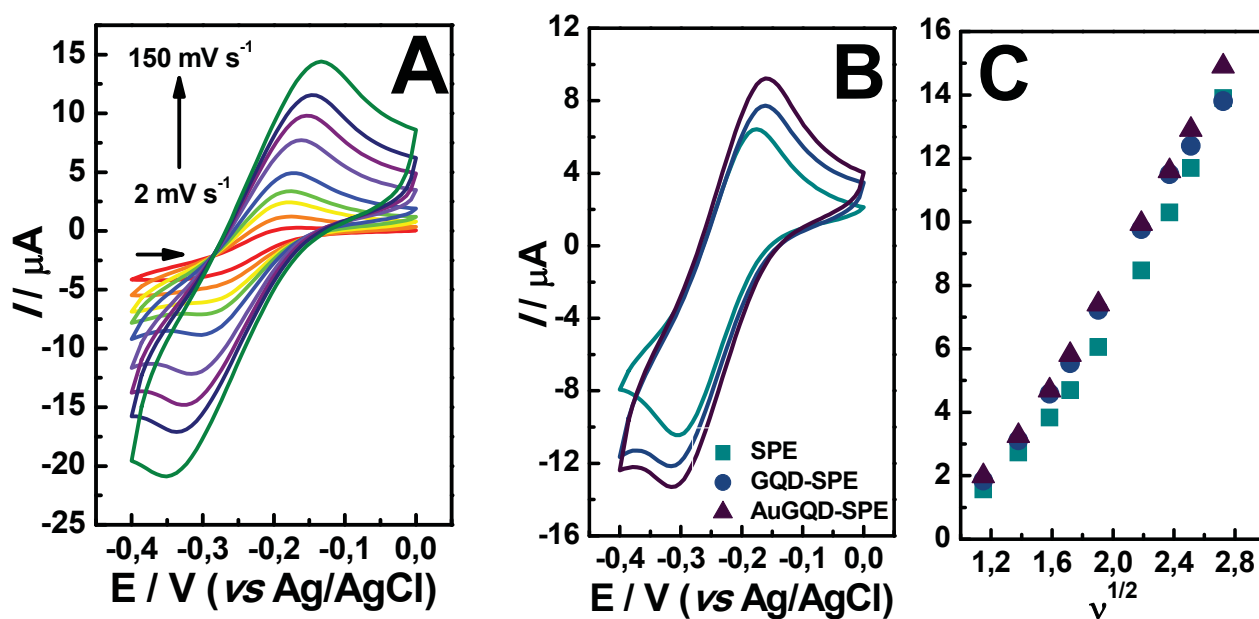 A
150 mV s-1
2 mV s-1
15
10
5
0
-5
-10
-15
-20
-25
I // µA
-0,4 -0,3 -0,2 -0,1 0,0
E / V (vs Ag/AgCl)
B
12
8
4
0
-4
-8
-12
-16
I // µA
SPE
GQD-SPE
AuGQD-SPE
-0,4 -0,3 -0,2 -0,1 0,0
E / V (vs Ag/AgCl)
C
16
14
12
10
8
6
4
2
0
1,2 1,6 2,0 2,4 2,8
ν1/2